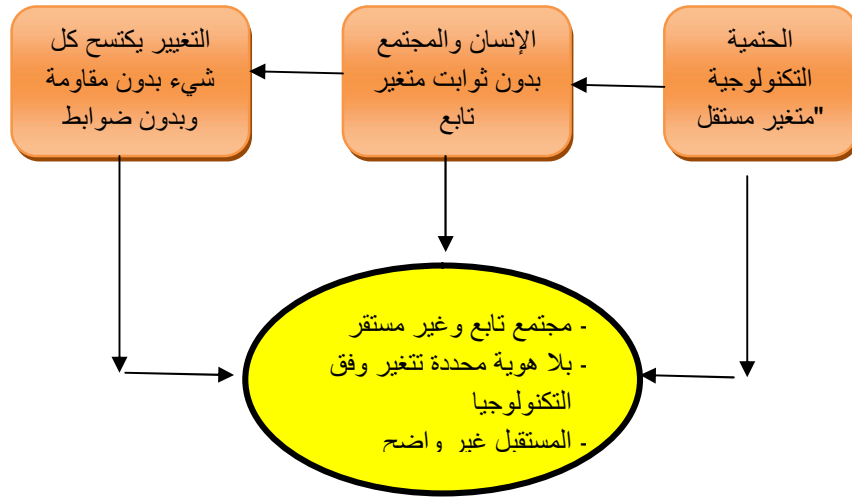 الحتمية
التكنولوجية
"متغير مستقل
الإنسان والمجتمع
بدون ثوابت متغير
تابع
التغيير يكتسح كل
شيء بدون مقاومة
وبدون ضوابط
- مجتمع تابع وغير مستقر
- بلا هوية محددة تتغير وفق
التكنولوجيا
- المستقبل غير واضح